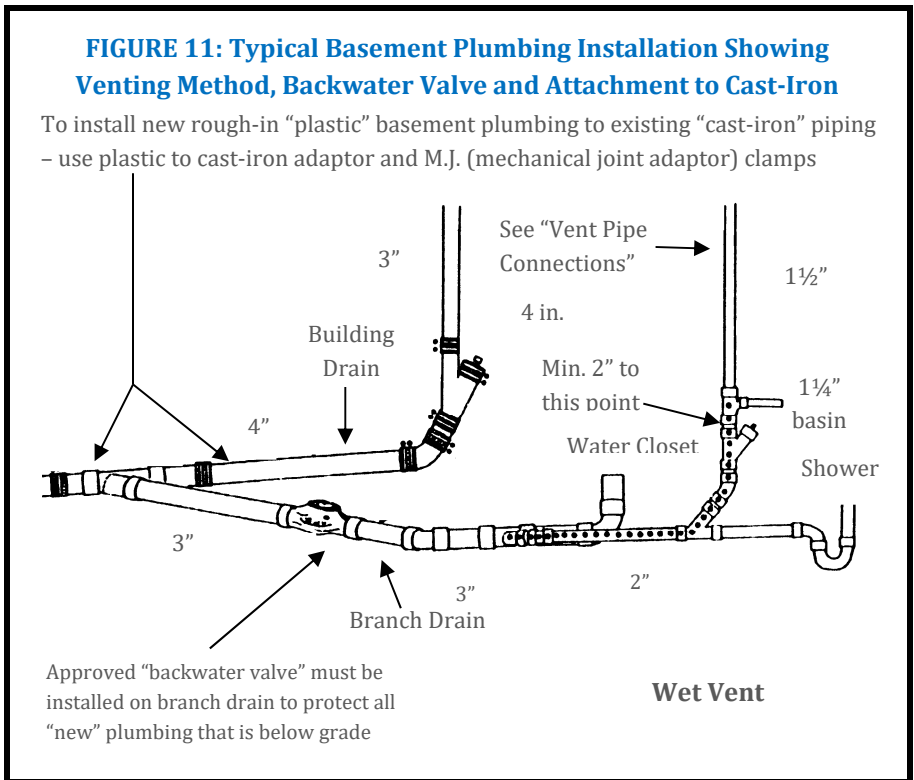 FIGURE 11: Typical Basement Plumbing Installation Showing
Venting Method, Backwater Valve and Attachment to Cast-Iron
To install new rough-in “plastic” basement plumbing to existing “cast-iron” piping
– use plastic to cast-iron adaptor and M.J. (mechanical joint adaptor) clamps
3”
See “Vent Pipe
Connections”
1½”
4 in.
Building
Drain
Min. 2” to
this point
1¼”
basin
4”
Water Closet
Shower
3”
3”
2”
Branch Drain
Approved “backwater valve” must be
installed on branch drain to protect all
“new” plumbing that is below grade
Wet Vent